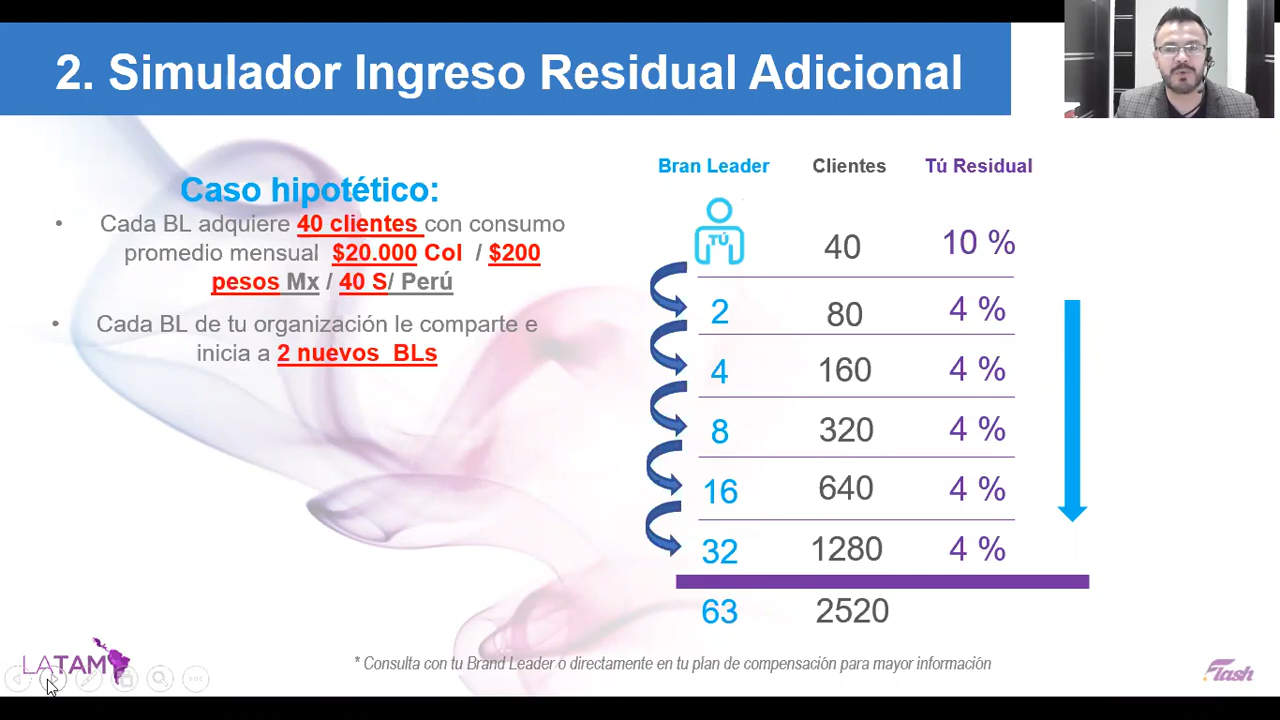 2. Simulador Ingreso Residual Adicional
Caso hipotético:
• Cada BL adquiere 40 clientes con consumo
promedio mensual $20.000 Col / $200
pesos Mx / 40 S/ Perú
• Cada BL de tu organización le comparte e
inicia a 2 nuevos BLs
Bran Leader Clientes Tú Residual
TÚ 40 10 %
2 80 4 %
4 160 4 %
8 320 4 %
16 640 4 %
32 1280 4 %
63 2520
* Consulta con tu Brand Leader o directamente en tu plan de compensación para mayor información
LATAM
Flash